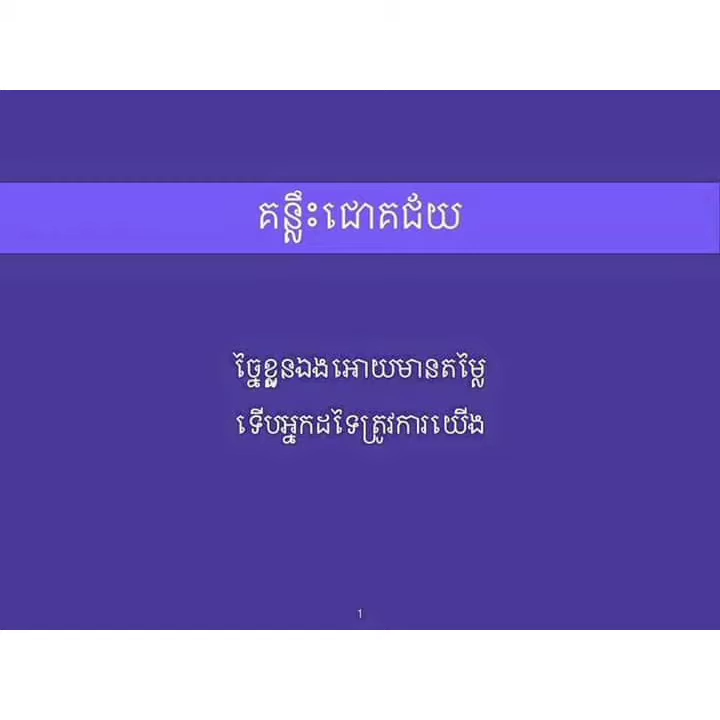 គន្លឹះជោគជ័យ
ច្នៃខ្លួនឯងអោយមានតម្លៃ
ទើបអ្នកដទៃត្រូវការយើង
1